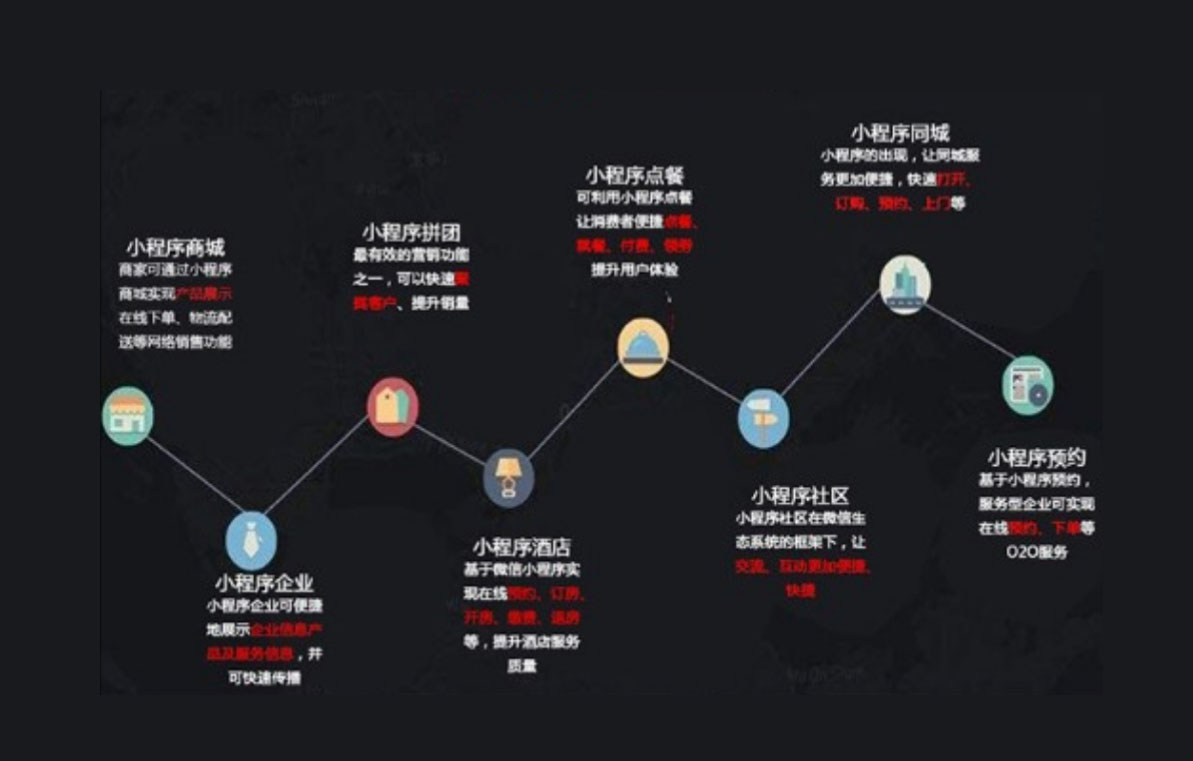 小程序商城
商家可通过小程序
商城实现产品展示
在线下单、物流配
送等网络销售功能
小程序企业
小程序企业可便捷
地展示企业信息产
品及服务信息，并
可快速传播
小程序拼团
最有效的营销功能
之一，可以快速聚
客户、提升销量
小程序酒店
基于微信小程序实
现在线预约、订房、
开房、缴费、退房
等，提升酒店服务
质量
小程序点餐
可利用小程序点餐
让消费者便捷点餐、
付费、领券
提升用户体验
小程序社区
小程序社区在微信生
态系统的框架下，让
交流、互动更加便捷、
快捷
小程序同城
小程序的出现，让同城服
务更加便捷，快速打开、
订购、预约、上门等
小程序预约
基于小程序预约，
服务型企业可实现
在线预约、下单等
O2O服务